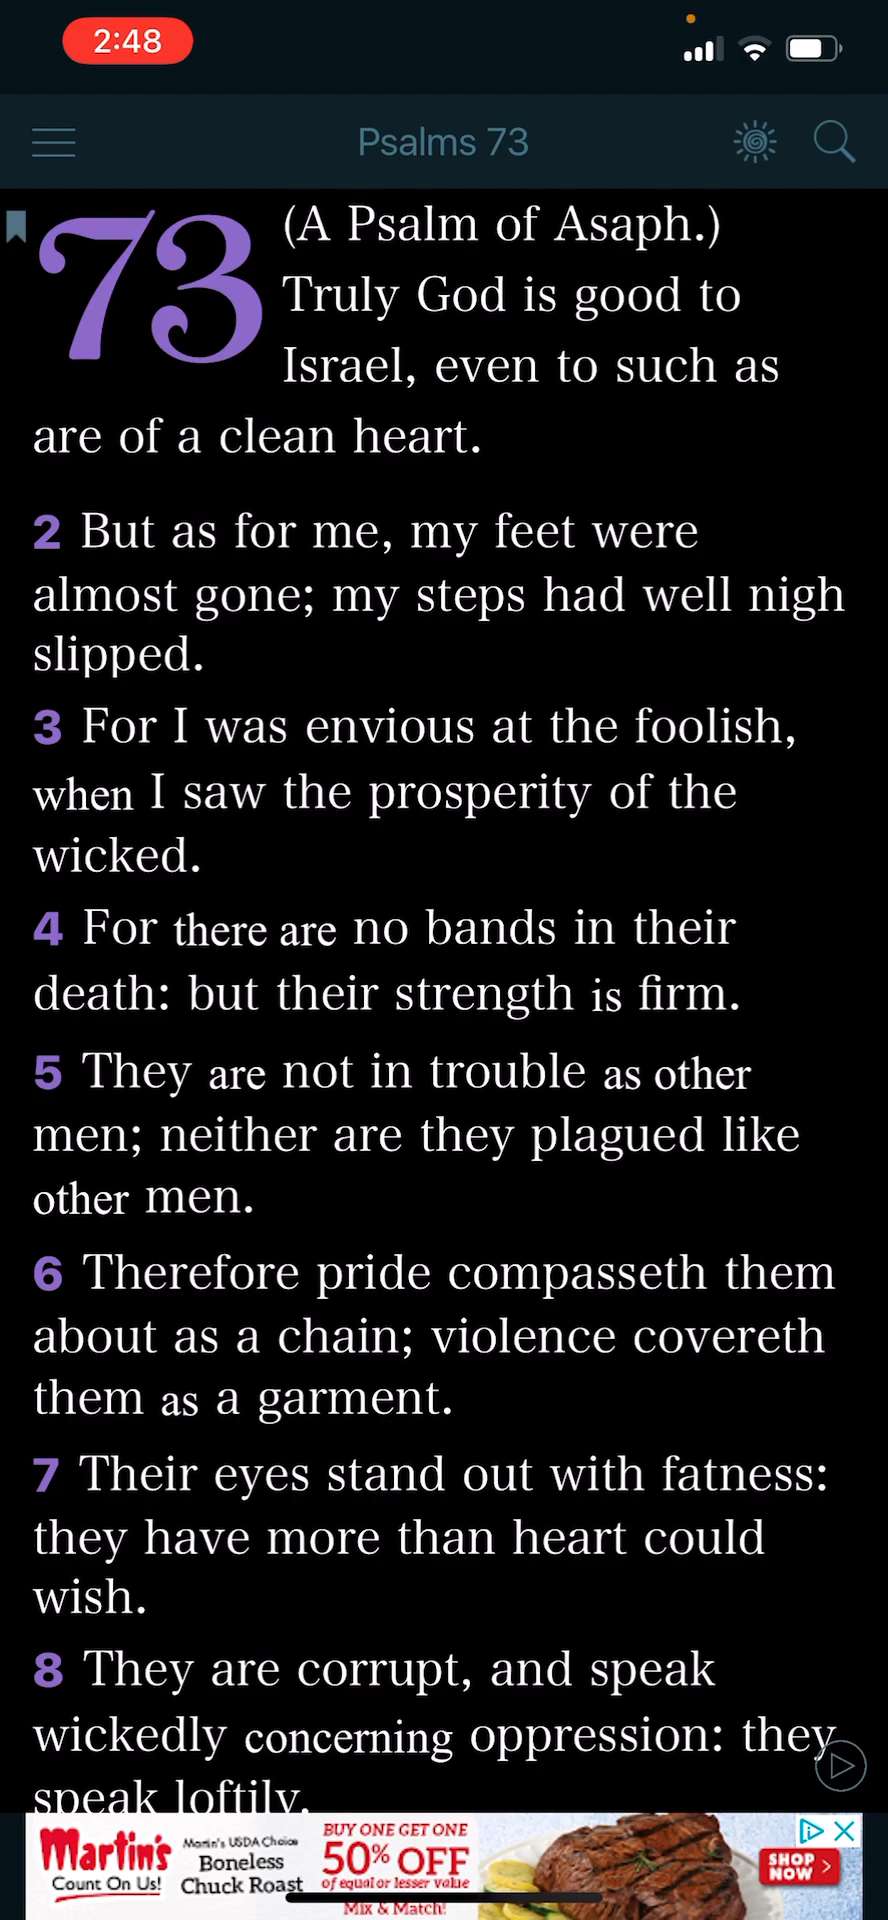 2:48
Psalms 73
73
(A Psalm of Asaph.)
Truly God is good to
Israel, even to such as
are of a clean heart.
2 But as for me, my feet were
almost gone; my steps had well nigh
slipped.
3 For I was envious at the foolish,
when I saw the prosperity of the
wicked.
4 For there are no bands in their
death: but their strength is firm.
5 They are not in trouble as other
men; neither are they plagued like
other men.
6 Therefore pride compasseth them
about as a chain; violence covereth
them as a garment.
7 Their eyes stand out with fatness:
they have more than heart could
wish.
8 They are corrupt, and speak
wickedly concerning oppression: they
speak loftily.
Martin's
Count On Us!
Martin's USDA Choice
Boneless
Chuck Roast
BUY ONE GET ONE
50% OFF
of equal or lesser value
Mix & Match!
SHOP
NOW >